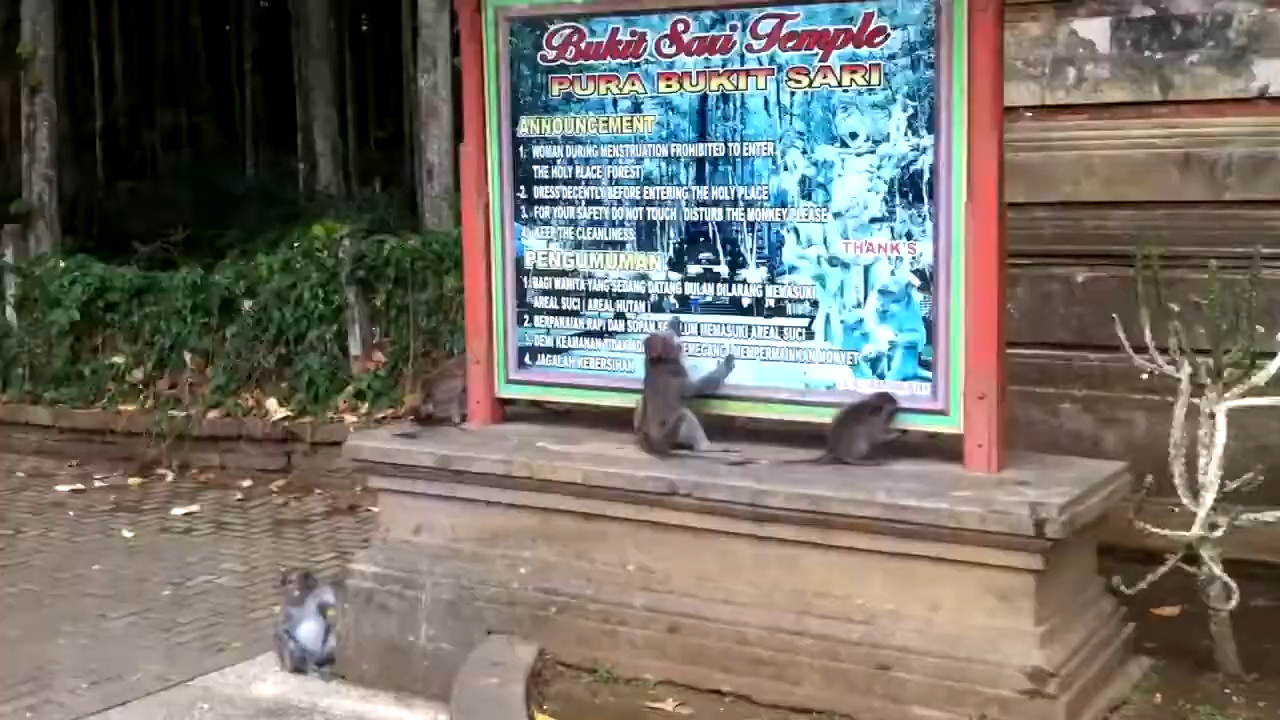 Bukit Sari Temple
PURA BUKIT SARI
ANNOUNCEMENT
1. WOMAN DURING MENSTRUATION PROHIBITED TO ENTER
THE HOLY PLACE (FOREST)
2. DRESS DECENTLY BEFORE ENTERING THE HOLY PLACE
3. FOR YOUR SAFETY DO NOT TOUCH / DISTURB THE MONKEY PLEASE
4. KEEP THE CLEANLINESS
THANK'S
PENGUMUMAN
1. BAGI WANITA YANG SEDANG DATANG BULAN DILARANG MEMASUKI
AREAL SUCI ( AREAL HUTAN )
2. BERPAKAIAN RAPI DAN SOPAN MEMASUKI AREAL SUCI
3. DEMI KEAMANAN MEMPERMAINKAN MONYET
4. JAGALAH KEBERSIHAN